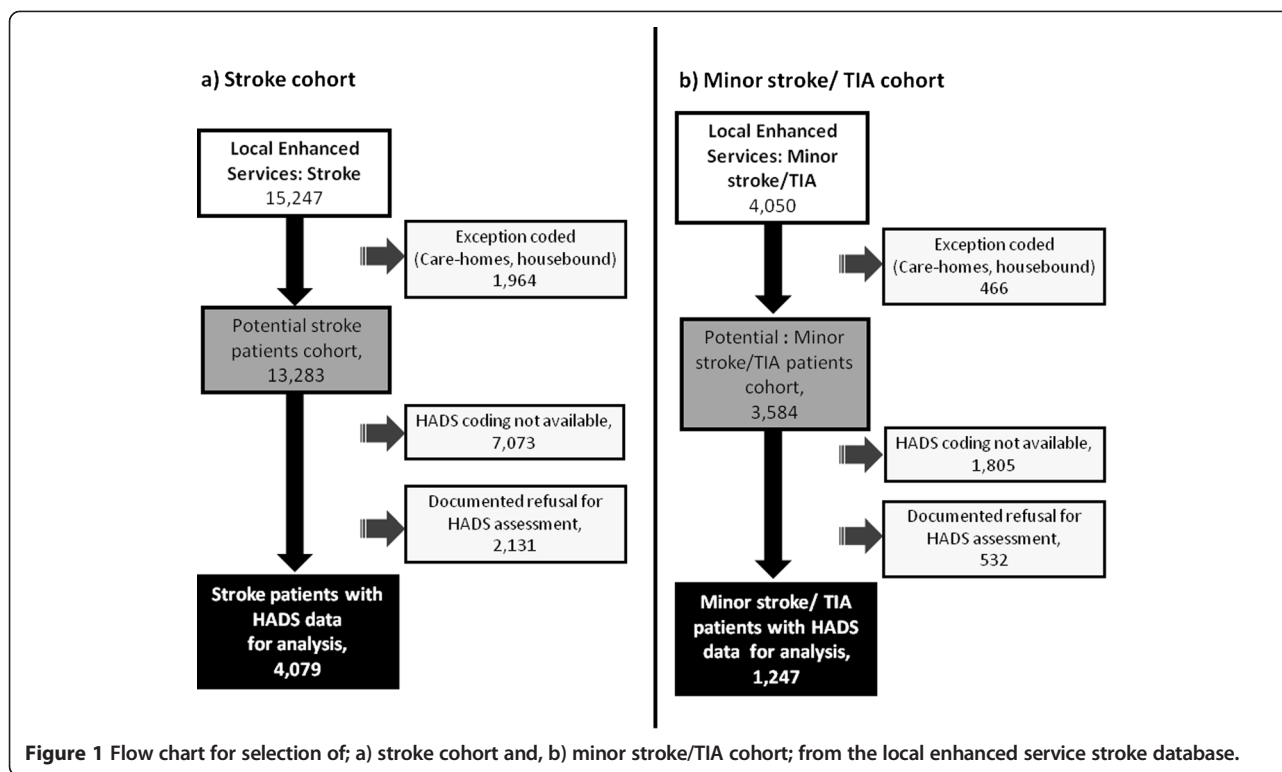 a) Stroke cohort
Local Enhanced
Services: Stroke
15,247
Exception coded
(Care-homes, housebound)
1,964
Potential stroke
patients cohort,
13,283
HADS coding not available,
7,073
Documented refusal for
HADS assessment,
2,131
Stroke patients with
HADS data
for analysis,
4,079
b) Minor stroke/ TIA cohort
Local Enhanced
Services: Minor
stroke/TIA
4,050
Exception coded
(Care-homes, housebound)
466
Potential : Minor
stroke/TIA patients
cohort,
3,584
HADS coding not available,
1,805
Documented refusal for
HADS assessment,
532
Minor stroke/ TIA
patients with HADS
data for analysis,
1,247
Figure 1 Flow chart for selection of; a) stroke cohort and, b) minor stroke/TIA cohort; from the local enhanced service stroke database.